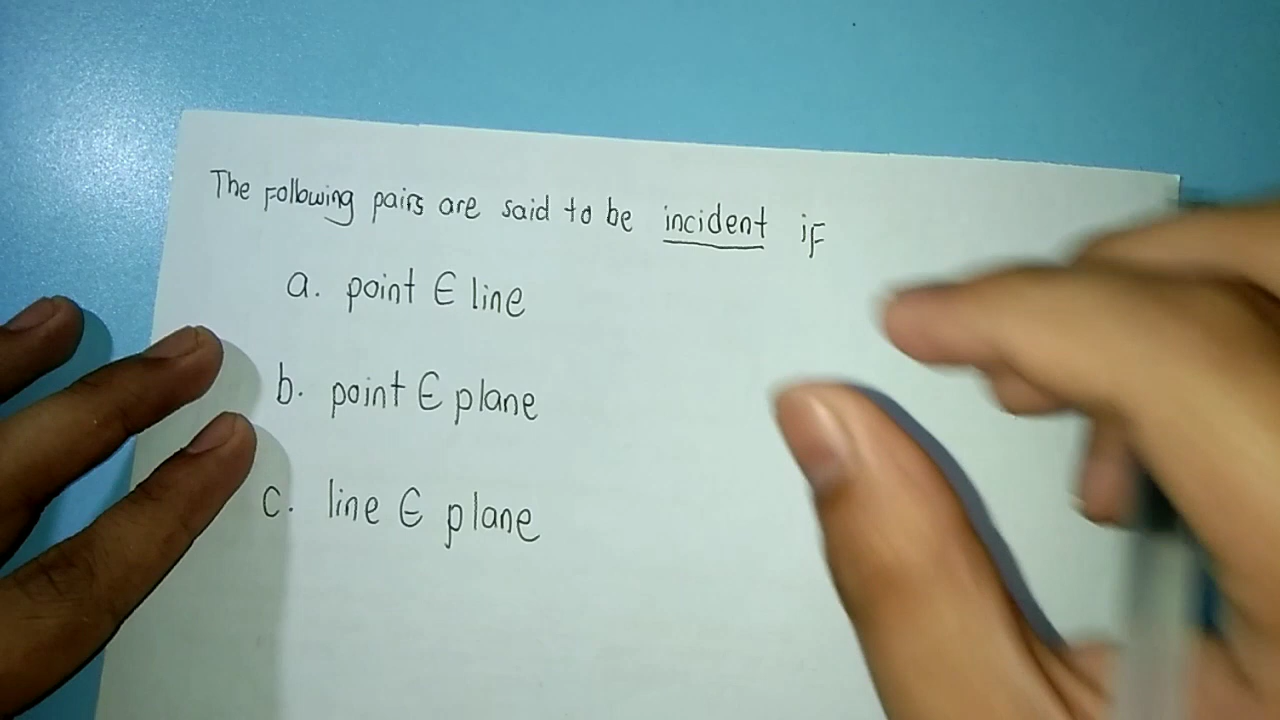 The following pairs are said to be incident if
a. point ∈ line
b. point ∈ plane
c. line ∈ plane